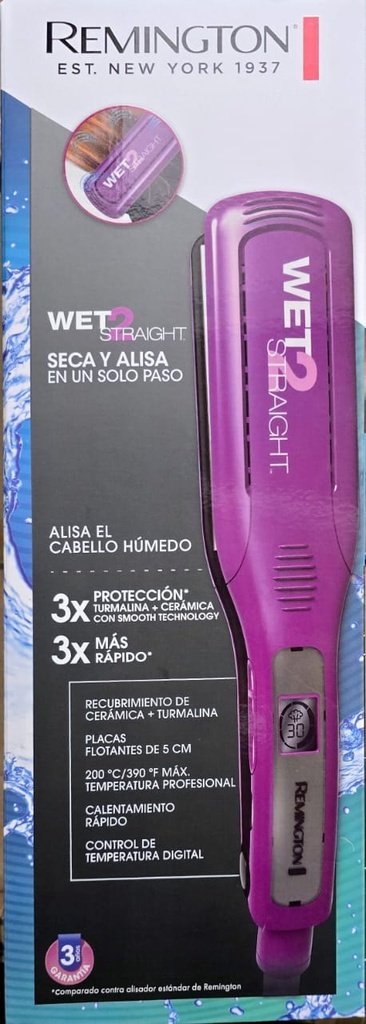 REMINGTON®
EST. NEW YORK 1937
WET2
STRAIGHT
WET2
STRAIGHT™
SECA Y ALISA
EN UN SOLO PASO
WET2
STRAIGHT™
ALISA EL
CABELLO HÚMEDO
3x PROTECCIÓN*
TURMALINA + CERÁMICA
CON SMOOTH TECHNOLOGY
3x MÁS
RÁPIDO*
RECUBRIMIENTO DE
CERÁMICA + TURMALINA
PLACAS
FLOTANTES DE 5 CM
200 °C/390 °F MÁX.
TEMPERATURA PROFESIONAL
CALENTAMIENTO
RÁPIDO
CONTROL DE
TEMPERATURA DIGITAL
30
REMINGTON
3
años
GARANTÍA
*Comparado contra alisador estándar de Remington